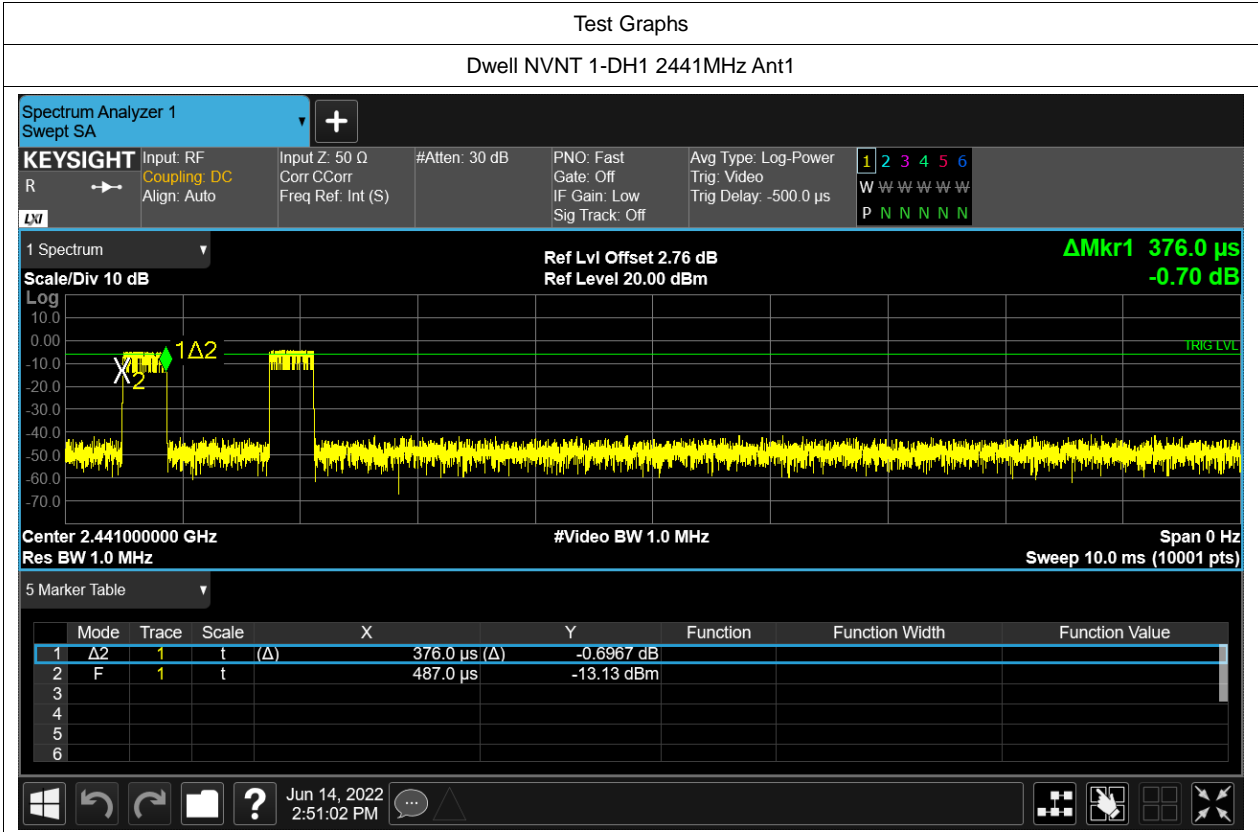 Test Graphs
Dwell NVNT 1-DH1 2441MHz Ant1
Spectrum Analyzer 1
Swept SA
KEYSIGHT Input: RF Input Z: 50 Ω #Atten: 30 dB PNO: Fast Avg Type: Log-Power 1 2 3 4 5 6
R Coupling: DC Corr CCorr Gate: Off Trig: Video W W W W W W
Align: Auto Freq Ref: Int (S) IF Gain: Low Trig Delay: -500.0 µs
LXI Sig Track: Off P N N N N N
1 Spectrum Ref Lvl Offset 2.76 dB ΔMkr1 376.0 µs
Scale/Div 10 dB Ref Level 20.00 dBm -0.70 dB
Log
10.0
0.00 1Δ2 TRIG LVL
-10.0 X2
-20.0
-30.0
-40.0
-50.0
-60.0
-70.0
Center 2.441000000 GHz #Video BW 1.0 MHz Span 0 Hz
Res BW 1.0 MHz Sweep 10.0 ms (10001 pts)
5 Marker Table
Mode Trace Scale X Y Function Function Width Function Value
1 Δ2 1 t (Δ) 376.0 µs (Δ) -0.6967 dB
2 F 1 t 487.0 µs -13.13 dBm
3
4
5
6
? Jun 14, 2022
2:51:02 PM